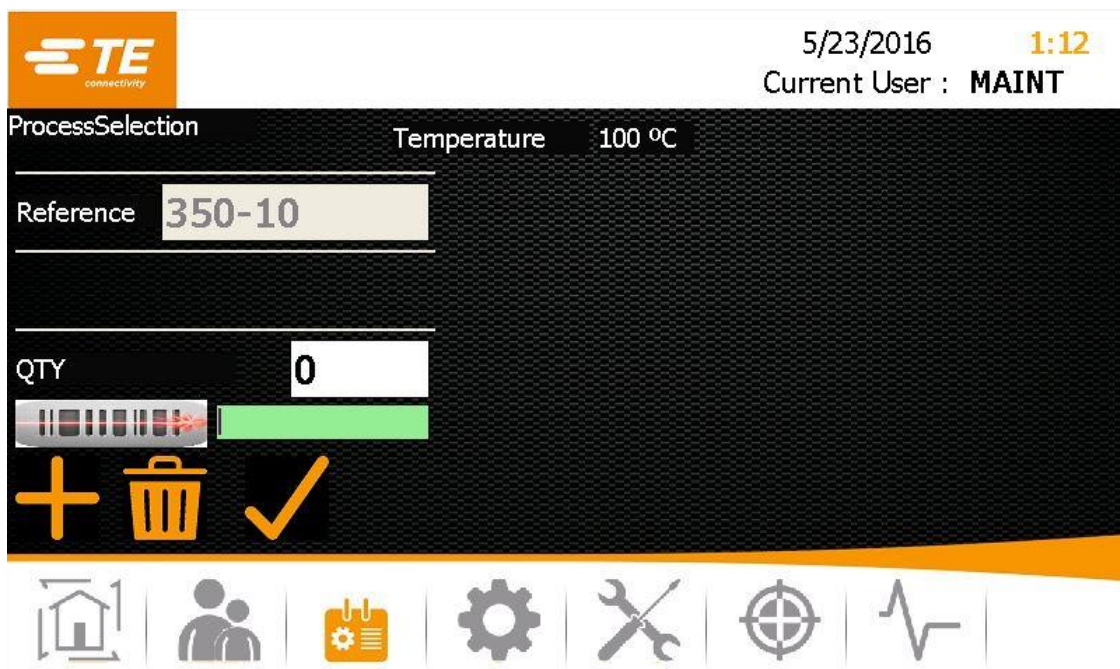 TE
connectivity
5/23/2016 1:12
Current User : MAINT
ProcessSelection
Temperature 100 ºC
Reference 350-10
QTY 0